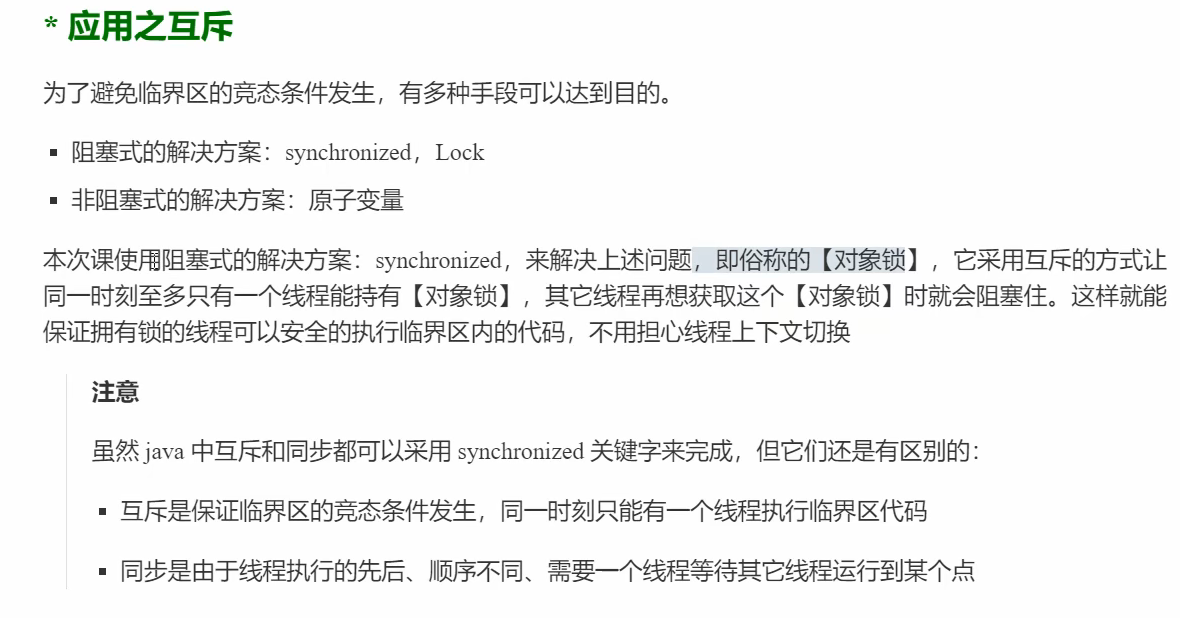 * 应用之互斥
为了避免临界区的竞态条件发生，有多种手段可以达到目的。
▪ 阻塞式的解决方案：synchronized，Lock
▪ 非阻塞式的解决方案：原子变量
本次课使用阻塞式的解决方案：synchronized，来解决上述问题，即俗称的【对象锁】，它采用互斥的方式让
同一时刻至多只有一个线程能持有【对象锁】，其它线程再想获取这个【对象锁】时就会阻塞住。这样就能
保证拥有锁的线程可以安全的执行临界区内的代码，不用担心线程上下文切换
注意
虽然 java 中互斥和同步都可以采用 synchronized 关键字来完成，但它们还是有区别的：
▪ 互斥是保证临界区的竞态条件发生，同一时刻只能有一个线程执行临界区代码
▪ 同步是由于线程执行的先后、顺序不同、需要一个线程等待其它线程运行到某个点